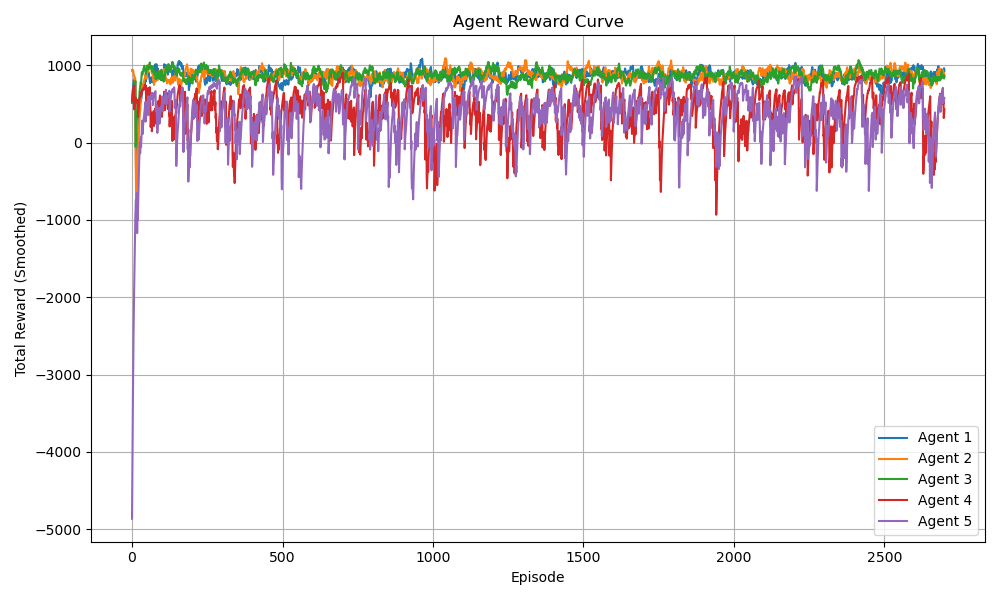 Agent Reward Curve
Total Reward (Smoothed)
1000
0
−1000
−2000
−3000
−4000
−5000
Agent 1
Agent 2
Agent 3
Agent 4
Agent 5
0 500 1000 1500 2000 2500
Episode